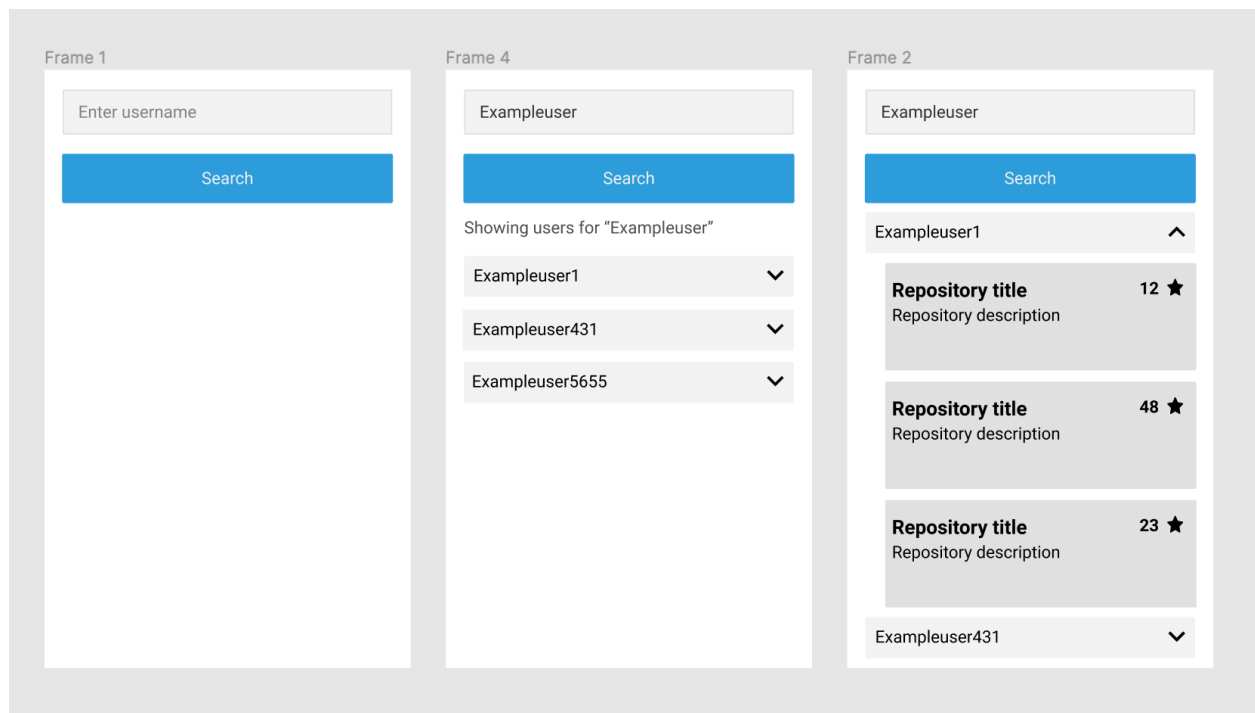 Frame 1
Enter username
Search
Frame 4
Exampleuser
Search
Showing users for “Exampleuser”
Exampleuser1
Exampleuser431
Exampleuser5655
Frame 2
Exampleuser
Search
Exampleuser1
Repository title 12
Repository description
Repository title 48
Repository description
Repository title 23
Repository description
Exampleuser431